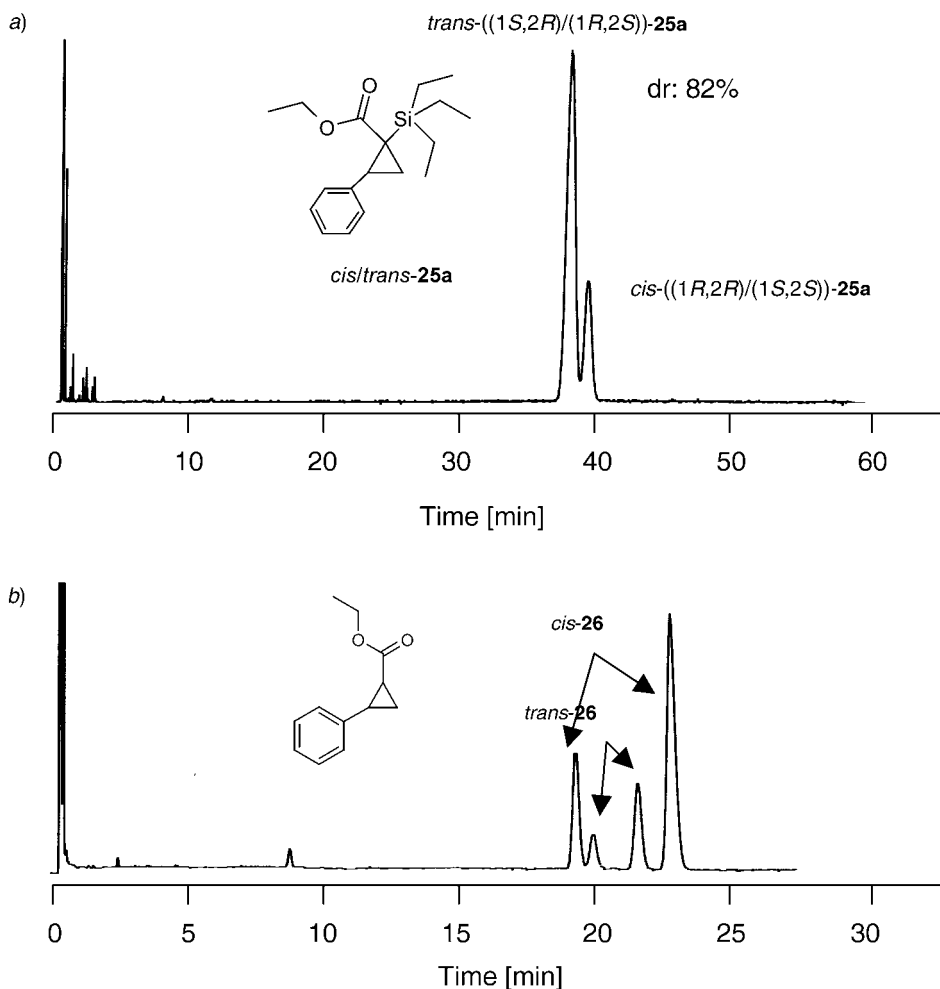 a)
trans-((1S,2R)/(1R,2S))-25a
dr: 82%
O
O
Si
cis/trans-25a
cis-((1R,2R)/(1S,2S))-25a
0 10 20 30 40 50 60
Time [min]
b)
O
O
cis-26
trans-26
0 5 10 15 20 25 30
Time [min]